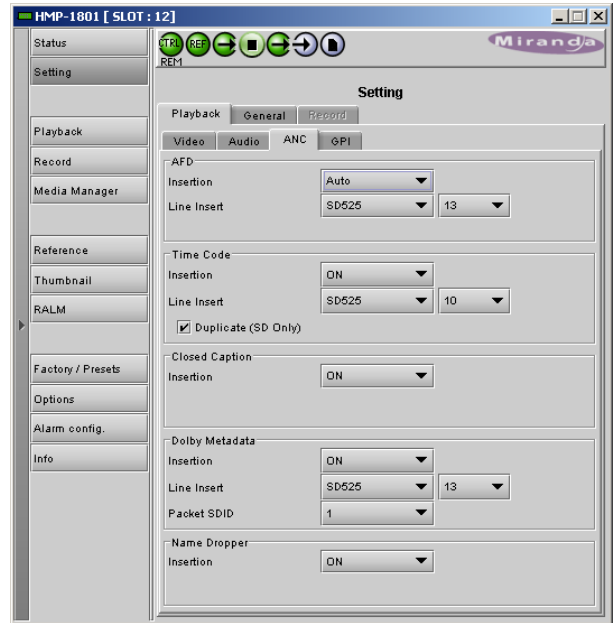 HMP-1801 [ SLOT : 12]
Status
Setting
Playback
Record
Media Manager
Reference
Thumbnail
RALM
Factory / Presets
Options
Alarm config.
Info
CTRL REF
REM
Miranda
Setting
Playback General Record
Video Audio ANC GPI
AFD
Insertion Auto
Line Insert SD525 13
Time Code
Insertion ON
Line Insert SD525 10
Duplicate (SD Only)
Closed Caption
Insertion ON
Dolby Metadata
Insertion ON
Line Insert SD525 13
Packet SDID 1
Name Dropper
Insertion ON